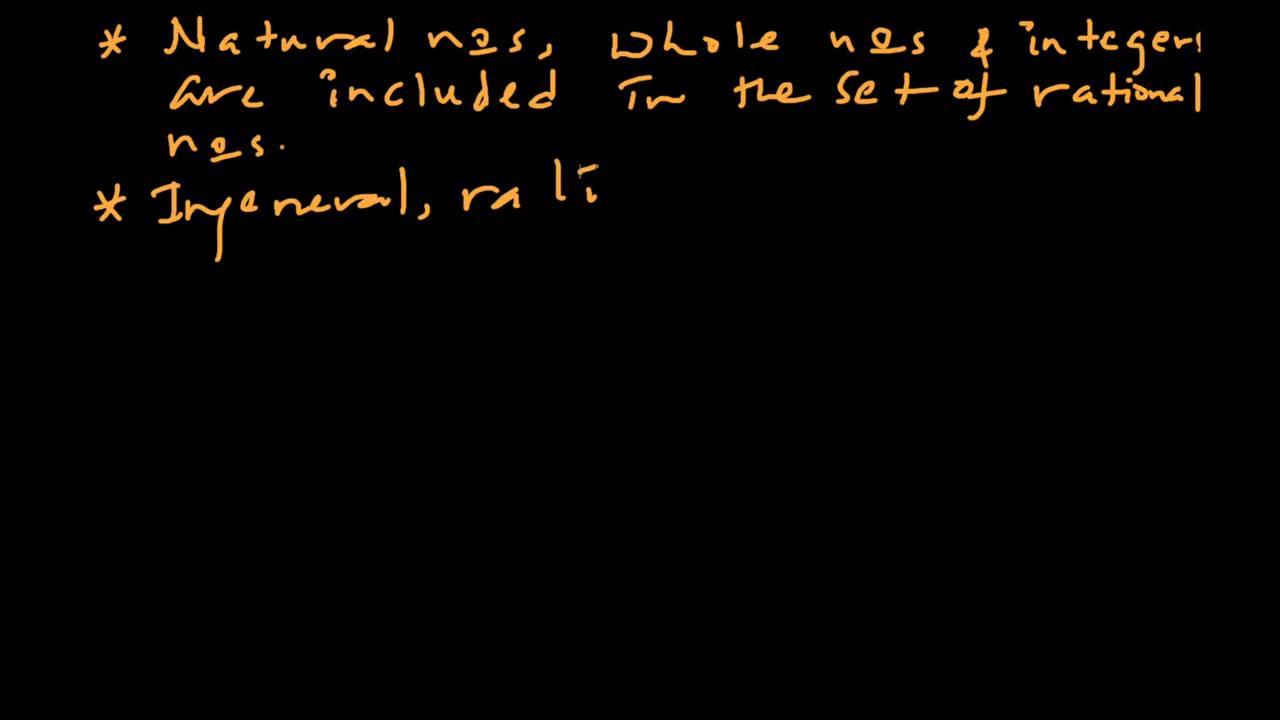 * Natural nos, whole nos & integers
are included in the set of rational
nos.
* In general, rati